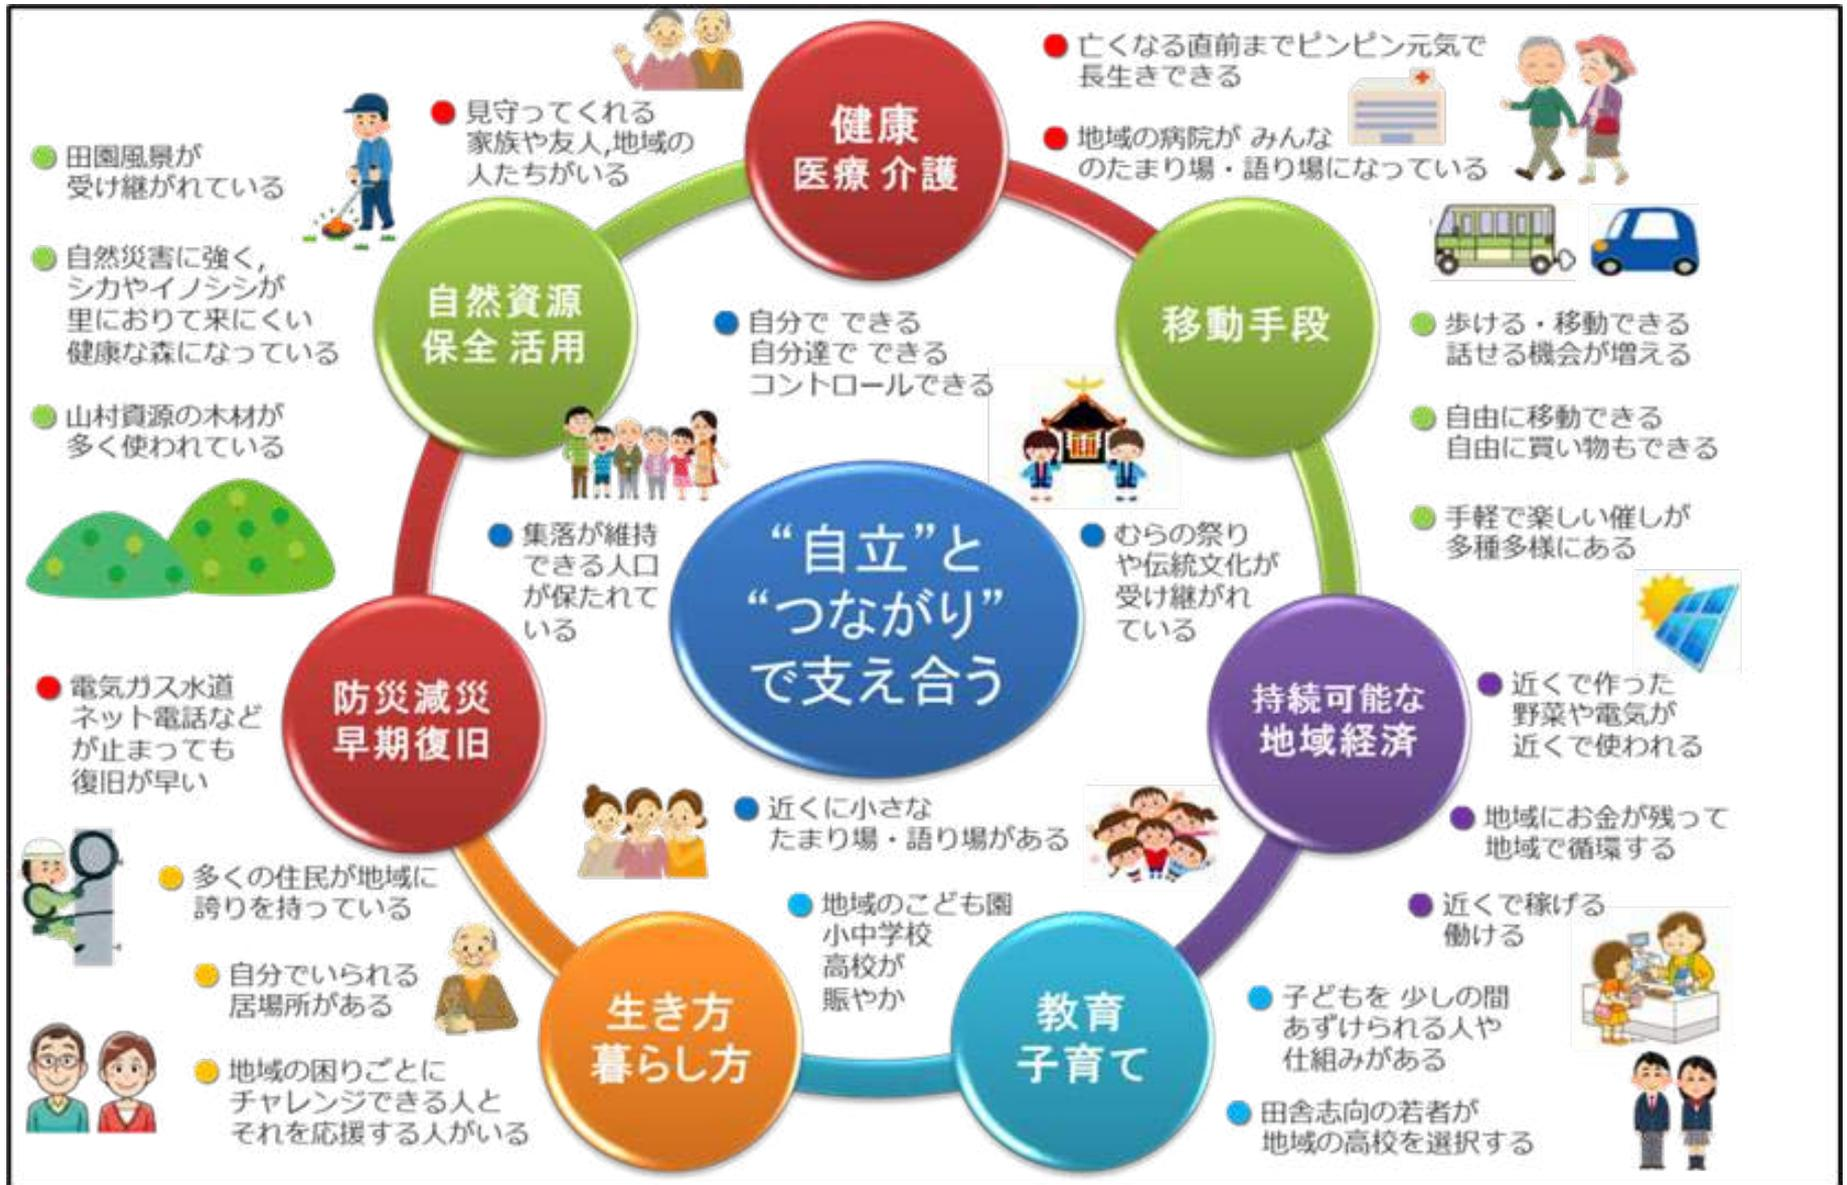 健康
医療 介護
亡くなる直前までピンピン元気で
長生きできる
地域の病院が みんな
のたまり場・語り場になっている
見守ってくれる
家族や友人,地域の
人たちがいる
移動手段
歩ける・移動できる
話せる機会が増える
自由に移動できる
自由に買い物もできる
手軽で楽しい催しが
多種多様にある
持続可能な
地域経済
近くで作った
野菜や電気が
近くで使われる
地域にお金が残って
地域で循環する
近くで稼げる
働ける
教育
子育て
子どもを 少しの間
あずけられる人や
仕組みがある
田舎志向の若者が
地域の高校を選択する
地域のこども園
小中学校
高校が
賑やか
生き方
暮らし方
多くの住民が地域に
誇りを持っている
自分でいられる
居場所がある
地域の困りごとに
チャレンジできる人と
それを応援する人がいる
防災減災
早期復旧
電気ガス水道
ネット電話など
が止まっても
復旧が早い
自然資源
保全 活用
田園風景が
受け継がれている
自然災害に強く,
シカやイノシシが
里におりて来にくい
健康な森になっている
山村資源の木材が
多く使われている
“自立”と
“つながり”
で支え合う
自分で できる
自分達で できる
コントロールできる
集落が維持
できる人口
が保たれて
いる
むらの祭り
や伝統文化が
受け継がれ
ている
近くに小さな
たまり場・語り場がある